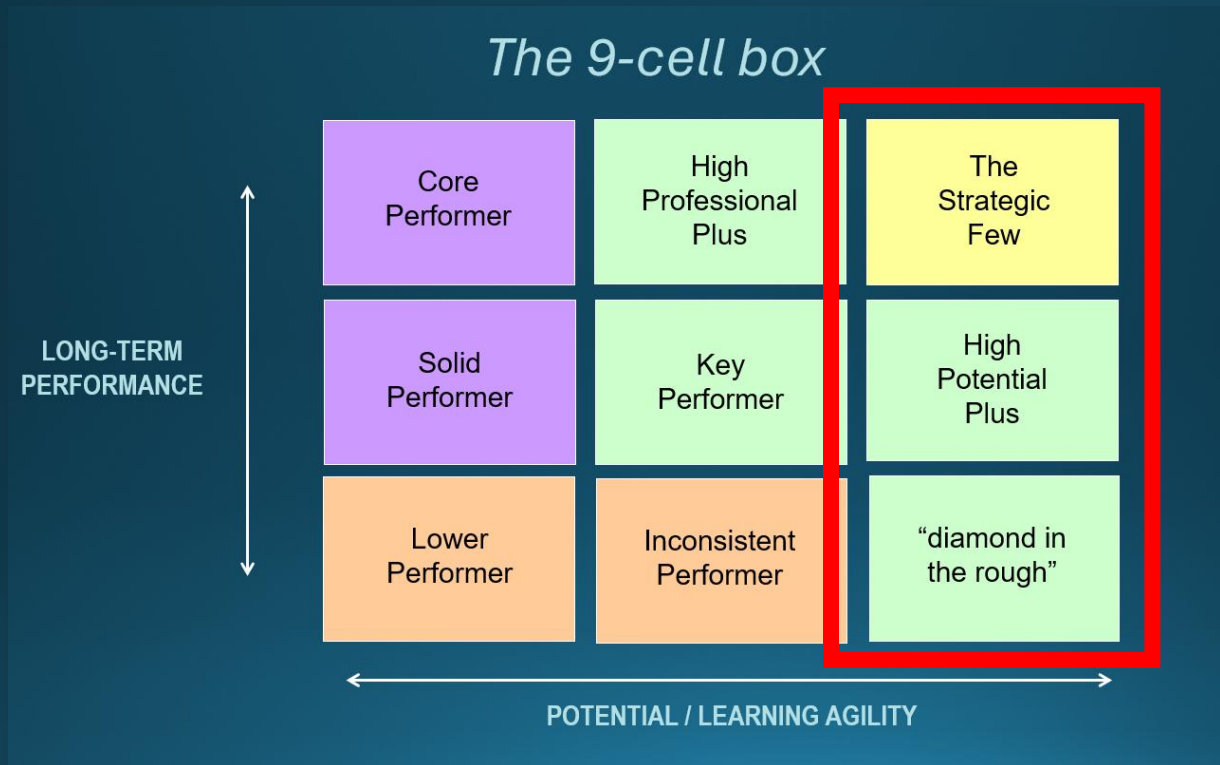 The 9-cell box
Core
Performer
High
Professional
Plus
The
Strategic
Few
LONG-TERM
PERFORMANCE
Solid
Performer
Key
Performer
High
Potential
Plus
Lower
Performer
Inconsistent
Performer
“diamond in
the rough”
POTENTIAL / LEARNING AGILITY